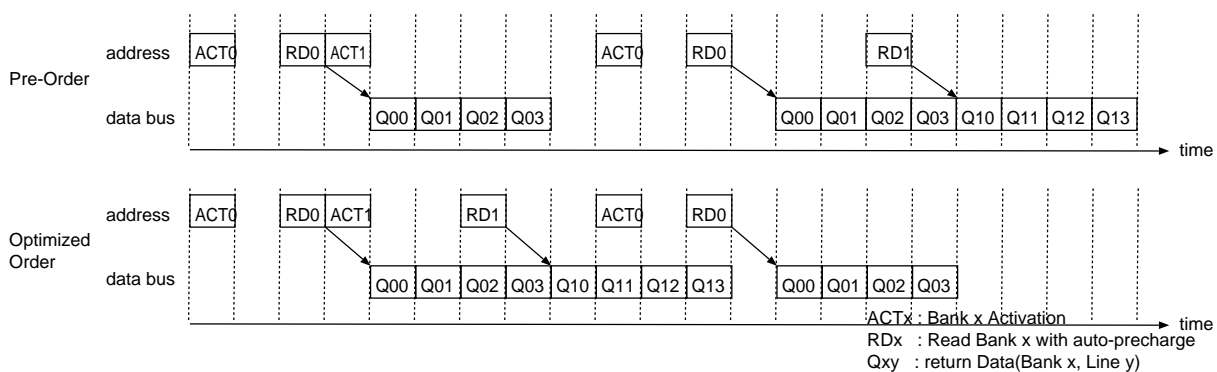 address ACT0 RD0 ACT1 ACT0 RD0 RD1
Pre-Order
data bus Q00 Q01 Q02 Q03 Q00 Q01 Q02 Q03 Q10 Q11 Q12 Q13
time
address ACT0 RD0 ACT1 RD1 ACT0 RD0
Optimized
Order
data bus Q00 Q01 Q02 Q03 Q10 Q11 Q12 Q13 Q00 Q01 Q02 Q03
time
ACTx : Bank x Activation
RDx : Read Bank x with auto-precharge
Qxy : return Data(Bank x, Line y)